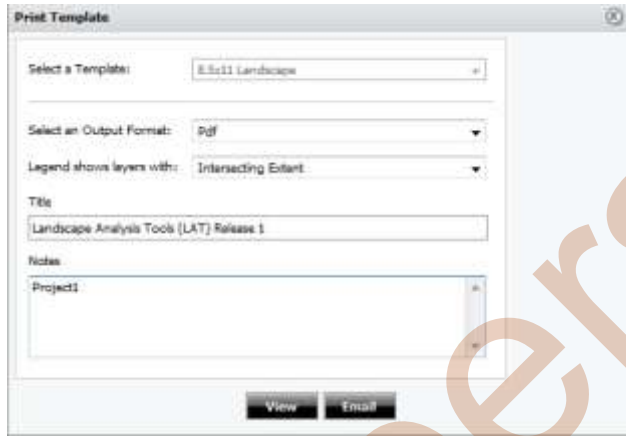 Print Template
Select a Template: 8.5x11 Landscape
Select an Output Format: Pdf
Legend shows layers with: Intersecting Extent
Title
Landscape Analysis Tools (LAT) Release 1
Notes
Project1
View Email